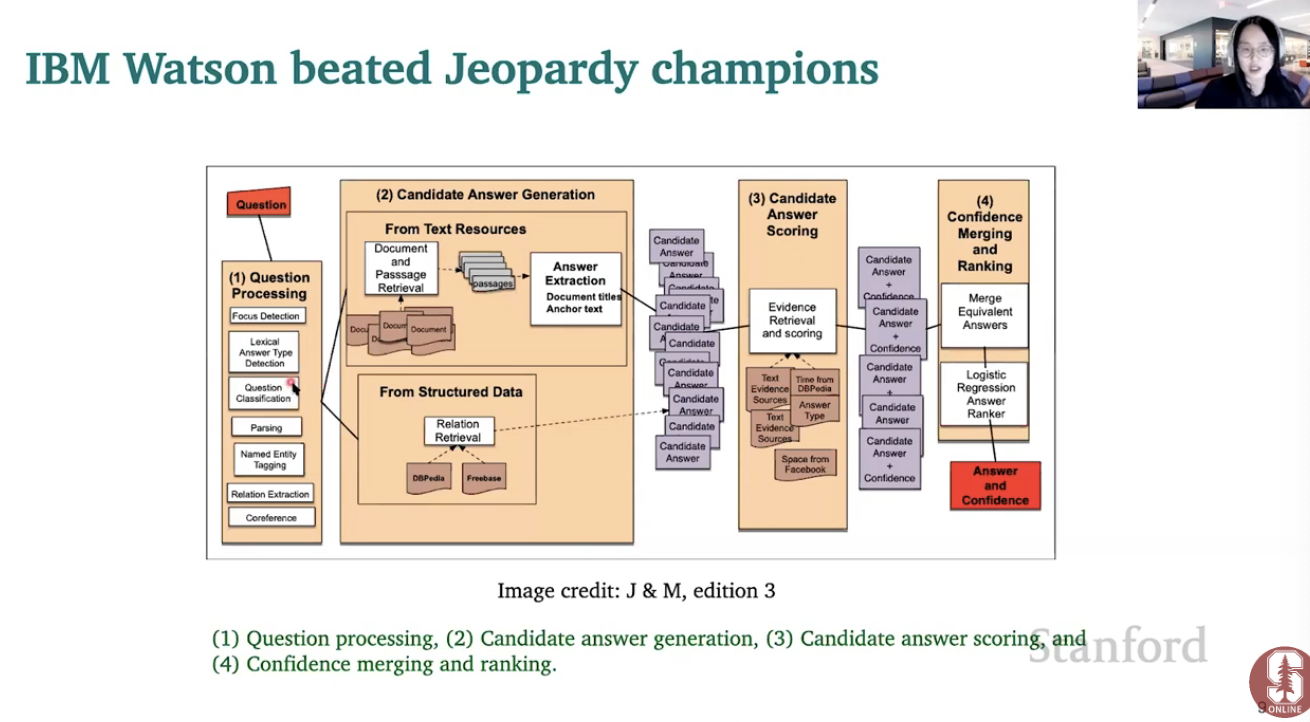 IBM Watson beated Jeopardy champions
Question
(1) Question
Processing
Focus Detection
Lexical
Answer Type
Detection
Question
Classification
Parsing
Named Entity
Tagging
Relation Extraction
Coreference
(2) Candidate Answer Generation
From Text Resources
Document
and
Passsage
Retrieval
passages
Docu
Docum
Document
D
Answer
Extraction
Document titles
Anchor text
From Structured Data
Relation
Retrieval
DBPedia
Freebase
Candidate
Answer
Candidate
Answer
Candidate
Candidate
Candidate
Candidate
Candidate
Candidate
Answer
Candidate
Answer
Candidate
Candidate
Answer
(3) Candidate
Answer
Scoring
Evidence
Retrieval
and scoring
Text
Evidence
Sources
Time from
DBPedia
Answer
Type
Text
Evidence
Sources
Space from
Facebook
Candidate
Answer
+
Confidence
Candidate
Answer
+
Confidence
Candidate
Answer
+
Candidate
Answer
Candidate
Answer
+
Confidence
(4)
Confidence
Merging
and
Ranking
Merge
Equivalent
Answers
Logistic
Regression
Answer
Ranker
Answer
and
Confidence
Image credit: J & M, edition 3
(1) Question processing, (2) Candidate answer generation, (3) Candidate answer scoring, and
(4) Confidence merging and ranking.
Stanford
9
S
ONLINE